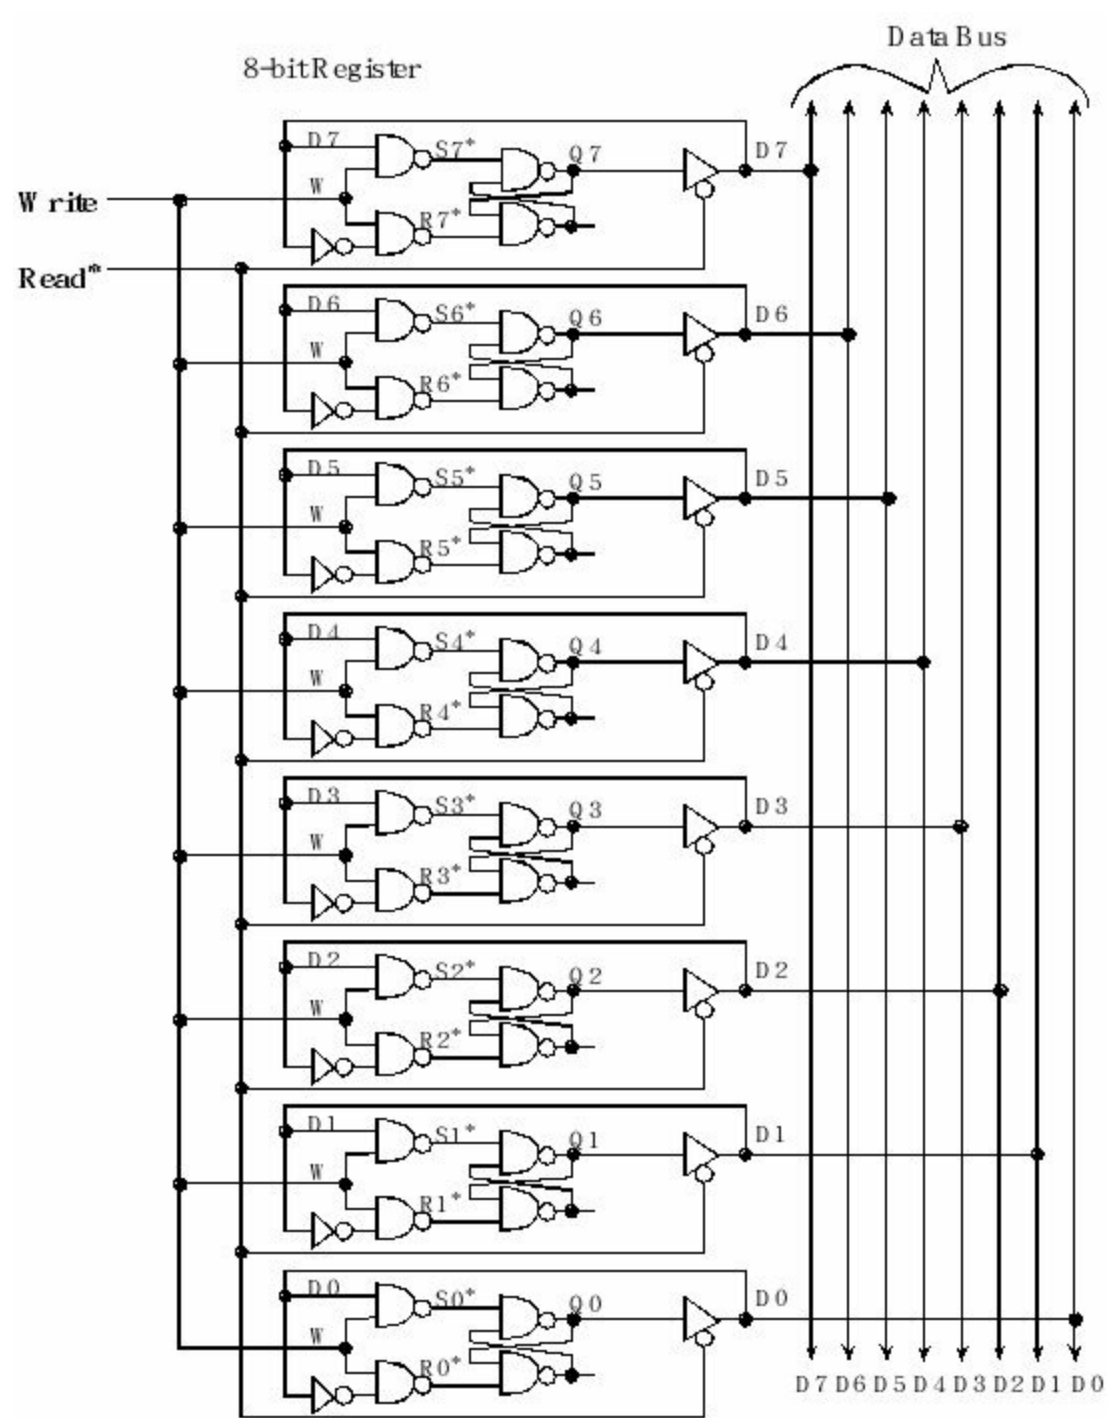 Data Bus
8-bit Register
D7 S7* Q7 D7
Write W R7*
Read*
D6 S6* Q6 D6
W R6*
D5 S5* Q5 D5
W R5*
D4 S4* Q4 D4
W R4*
D3 S3* Q3 D3
W R3*
D2 S2* Q2 D2
W R2*
D1 S1* Q1 D1
W R1*
D0 S0* Q0 D0
W R0*
D7 D6 D5 D4 D3 D2 D1 D0